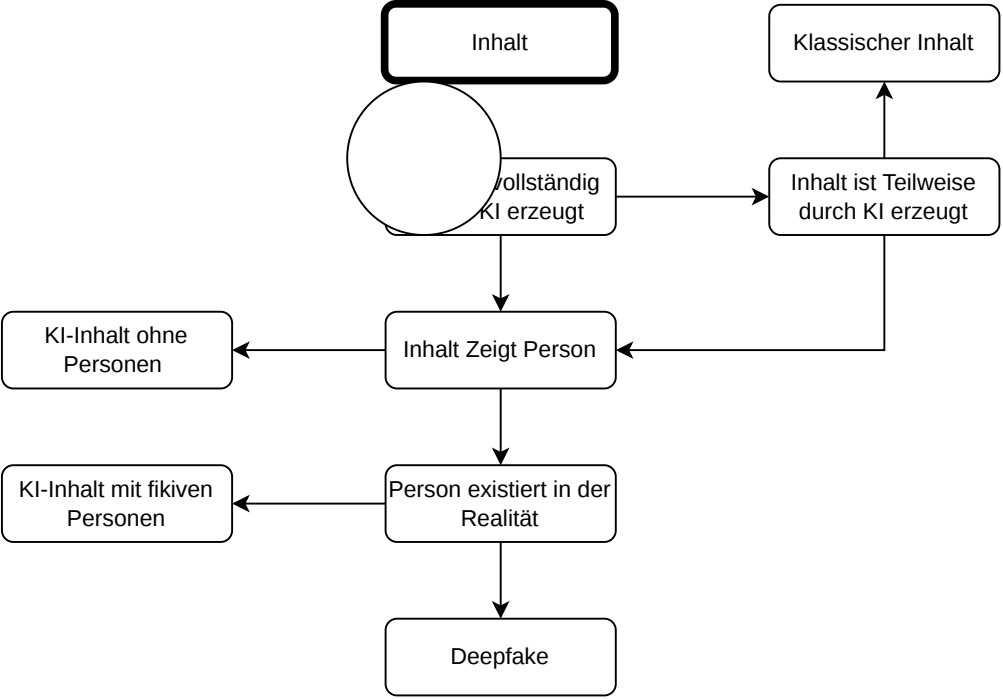 Inhalt
Klassischer Inhalt
vollständig
KI erzeugt
Inhalt ist Teilweise
durch KI erzeugt
KI-Inhalt ohne
Personen
Inhalt Zeigt Person
KI-Inhalt mit fikiven
Personen
Person existiert in der
Realität
Deepfake